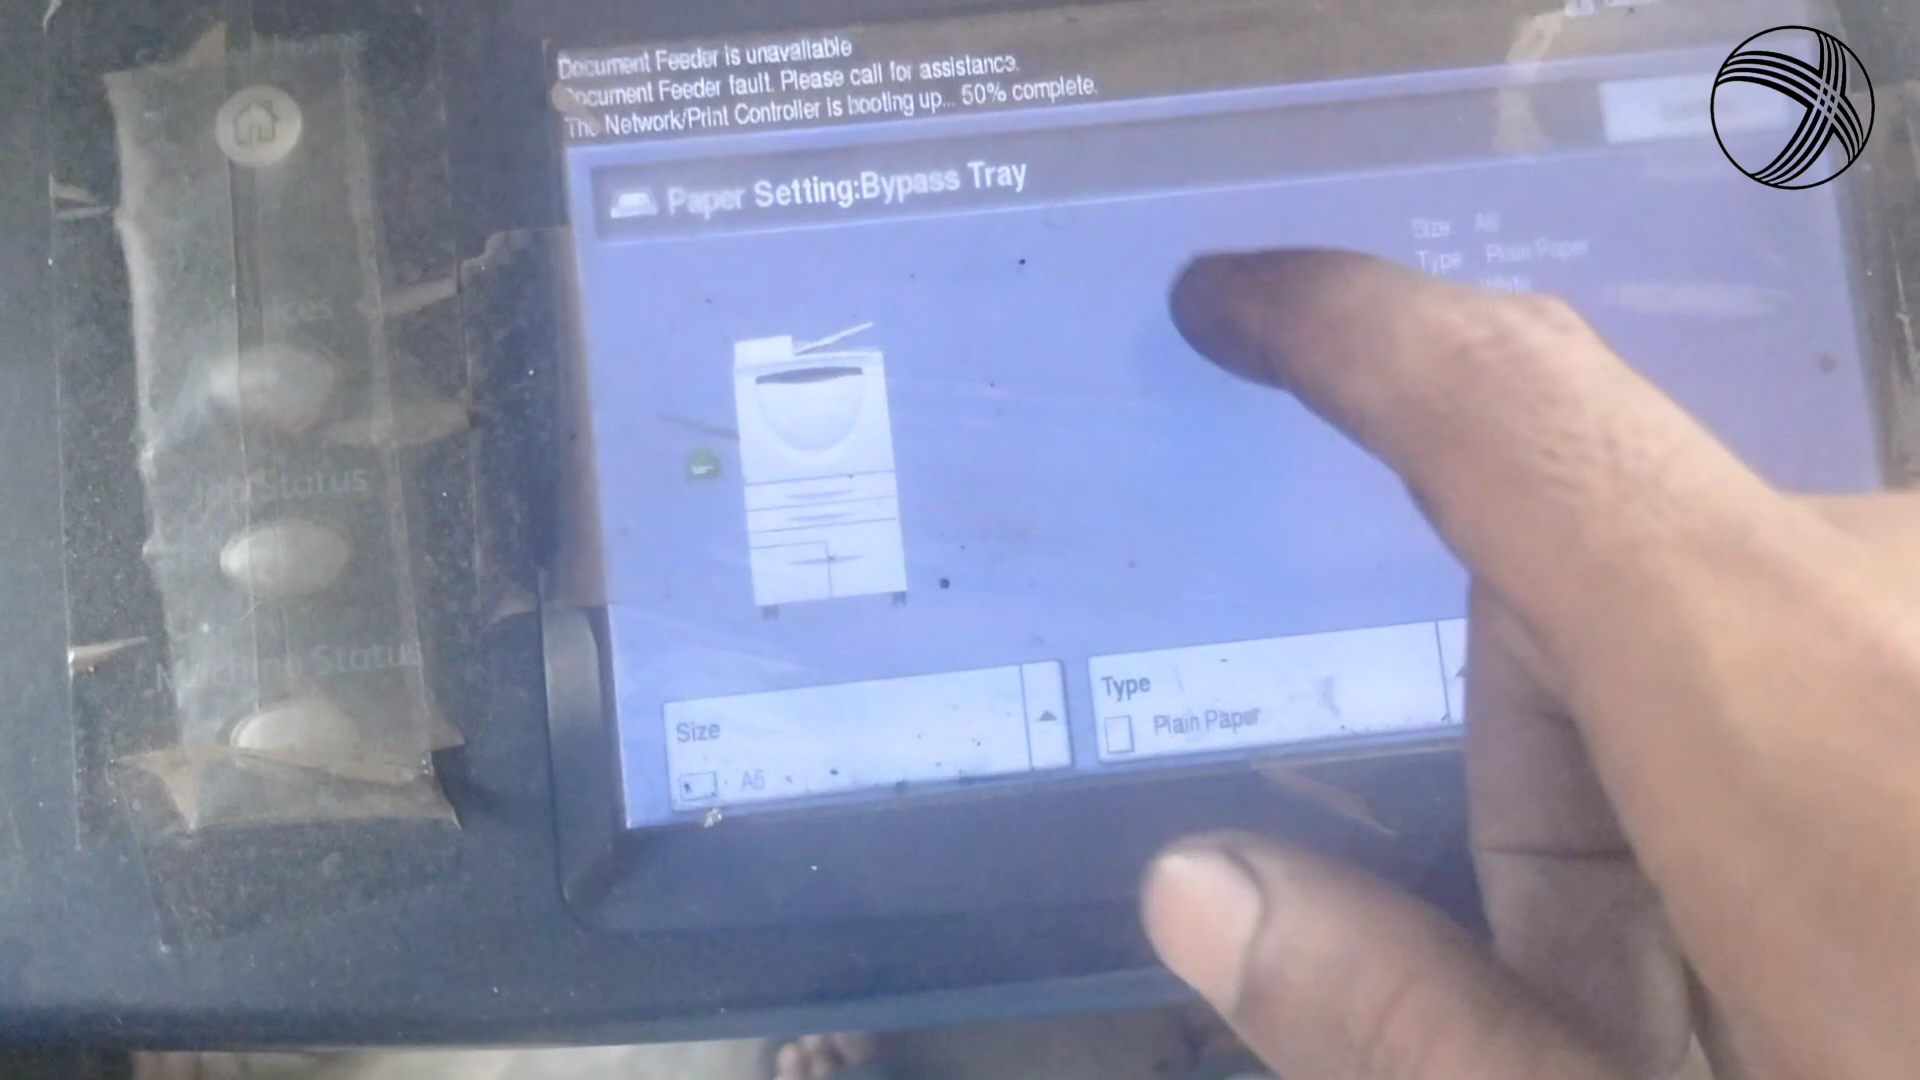 Document Feeder is unavailable
Document Feeder fault. Please call for assistance.
The Network/Print Controller is booting up... 50% complete.
Paper Setting:Bypass Tray
Size: A6
Type Plain Paper
White
Job Status
Machine Status
Size
A6
Type
Plain Paper